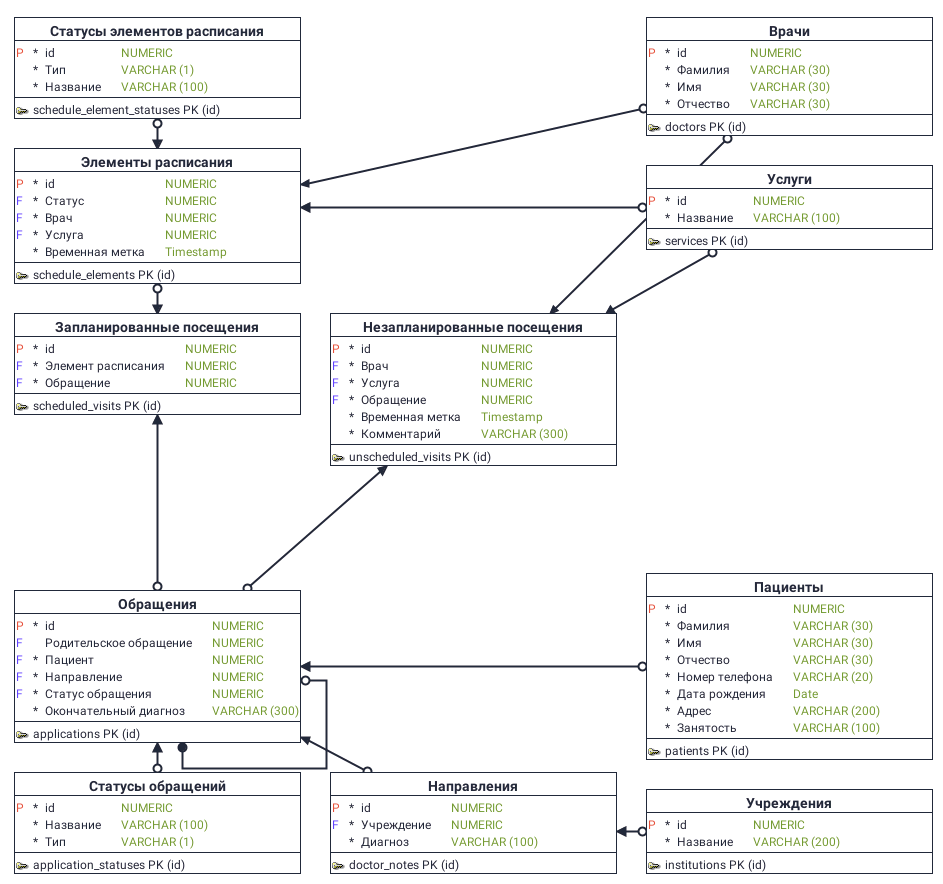 Статусы элементов расписания
P * id NUMERIC
* Тип VARCHAR (1)
* Название VARCHAR (100)
schedule_element_statuses PK (id)
Врачи
P * id NUMERIC
* Фамилия VARCHAR (30)
* Имя VARCHAR (30)
* Отчество VARCHAR (30)
doctors PK (id)
Элементы расписания
P * id NUMERIC
F * Статус NUMERIC
F * Врач NUMERIC
F * Услуга NUMERIC
* Временная метка Timestamp
schedule_elements PK (id)
Услуги
P * id NUMERIC
* Название VARCHAR (100)
services PK (id)
Запланированные посещения
P * id NUMERIC
F * Элемент расписания NUMERIC
F * Обращение NUMERIC
scheduled_visits PK (id)
Незапланированные посещения
P * id NUMERIC
F * Врач NUMERIC
F * Услуга NUMERIC
F * Обращение NUMERIC
* Временная метка Timestamp
* Комментарий VARCHAR (300)
unscheduled_visits PK (id)
Обращения
P * id NUMERIC
F Родительское обращение NUMERIC
F * Пациент NUMERIC
F * Направление NUMERIC
F * Статус обращения NUMERIC
* Окончательный диагноз VARCHAR (300)
applications PK (id)
Пациенты
P * id NUMERIC
* Фамилия VARCHAR (30)
* Имя VARCHAR (30)
* Отчество VARCHAR (30)
* Номер телефона VARCHAR (20)
* Дата рождения Date
* Адрес VARCHAR (200)
* Занятость VARCHAR (100)
patients PK (id)
Статусы обращений
P * id NUMERIC
* Название VARCHAR (100)
* Тип VARCHAR (1)
application_statuses PK (id)
Направления
P * id NUMERIC
F * Учреждение NUMERIC
* Диагноз VARCHAR (100)
doctor_notes PK (id)
Учреждения
P * id NUMERIC
* Название VARCHAR (200)
institutions PK (id)